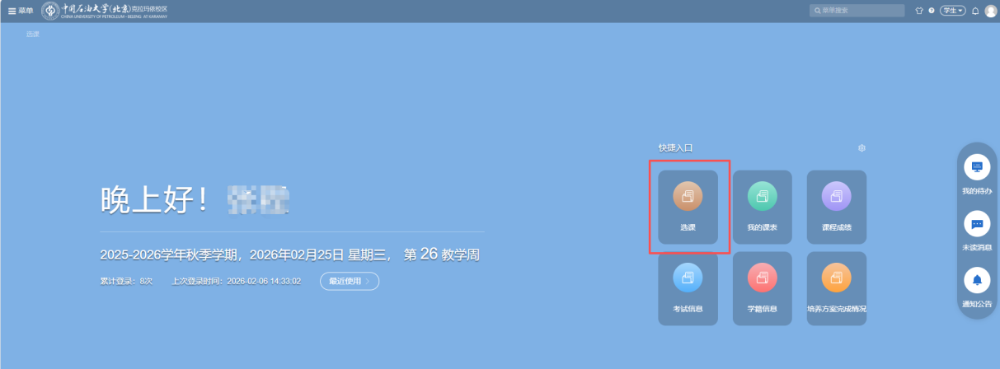 菜单
中国石油大学(北京)克拉玛依校区
CHINA UNIVERSITY OF PETROLEUM - BEIJING AT KARAMAY
菜单搜索
学生
选课
快捷入口
选课
我的课表
课程成绩
我的待办
晚上好!
2025-2026学年秋季学期，2026年02月25日 星期三， 第 26 教学周
未读消息
累计登录：8次 上次登录时间：2026-02-06 14:33:02 最近使用
考试信息
学籍信息
培养方案完成情况
通知公告